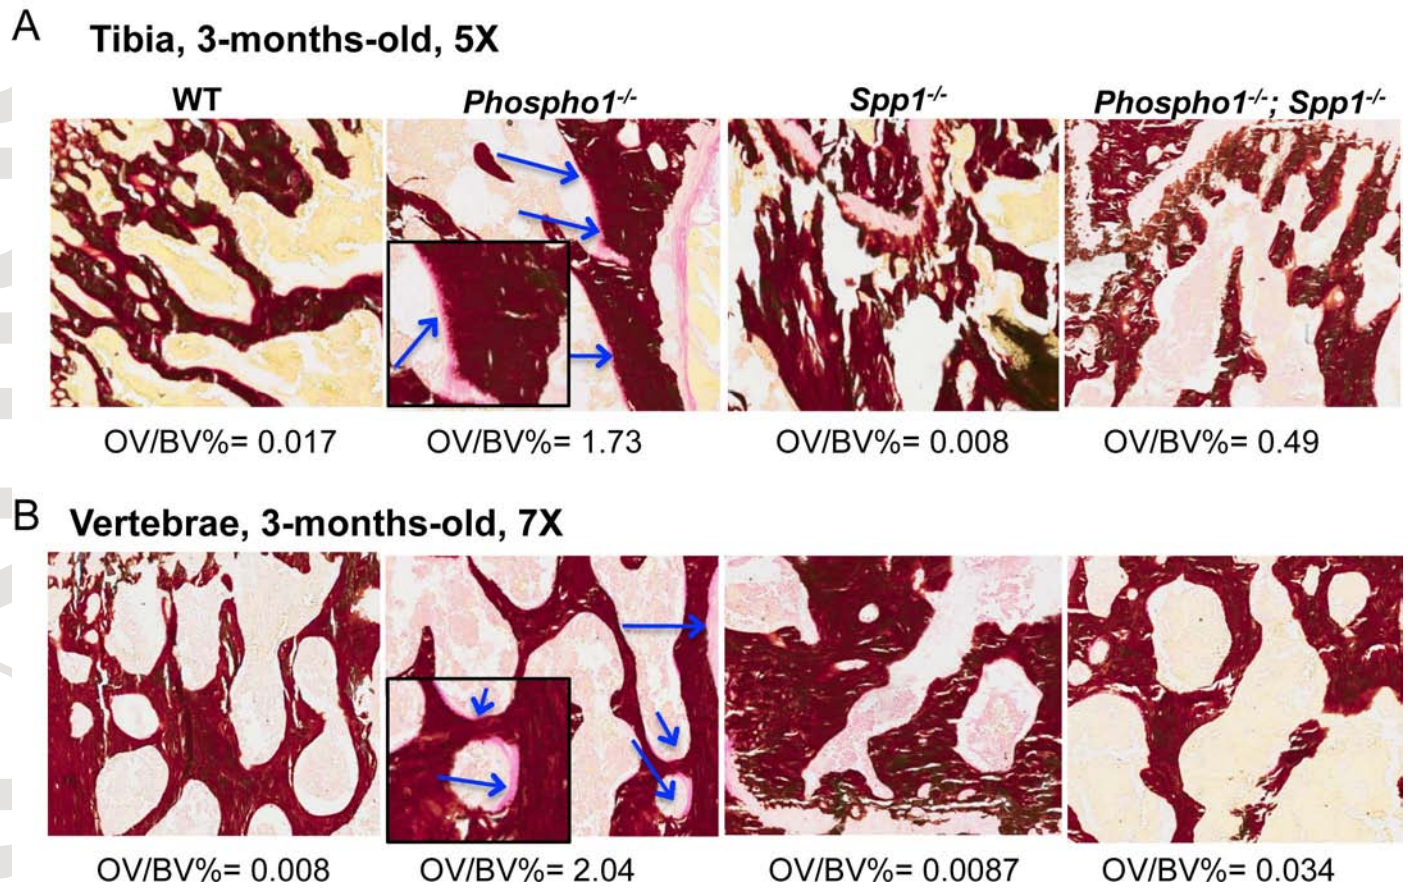 A
Tibia, 3-months-old, 5X
WT
Phospho1-/-
Spp1-/-
Phospho1-/-; Spp1-/-
OV/BV%= 0.017
OV/BV%= 1.73
OV/BV%= 0.008
OV/BV%= 0.49
B
Vertebrae, 3-months-old, 7X
OV/BV%= 0.008
OV/BV%= 2.04
OV/BV%= 0.0087
OV/BV%= 0.034